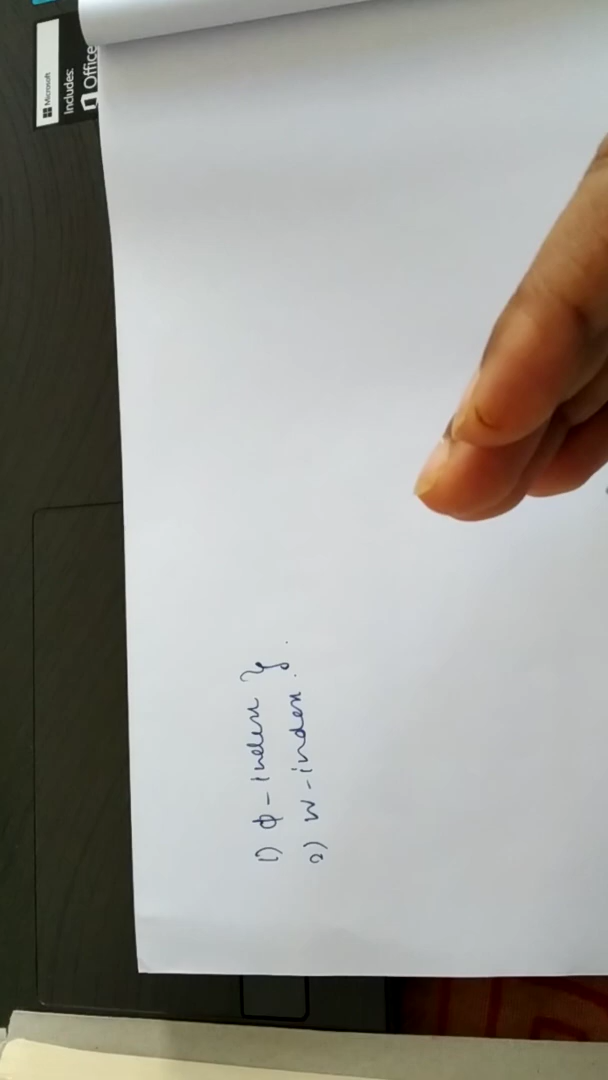 Microsoft
Includes:
Office
1) φ - index }
2) W - index } .